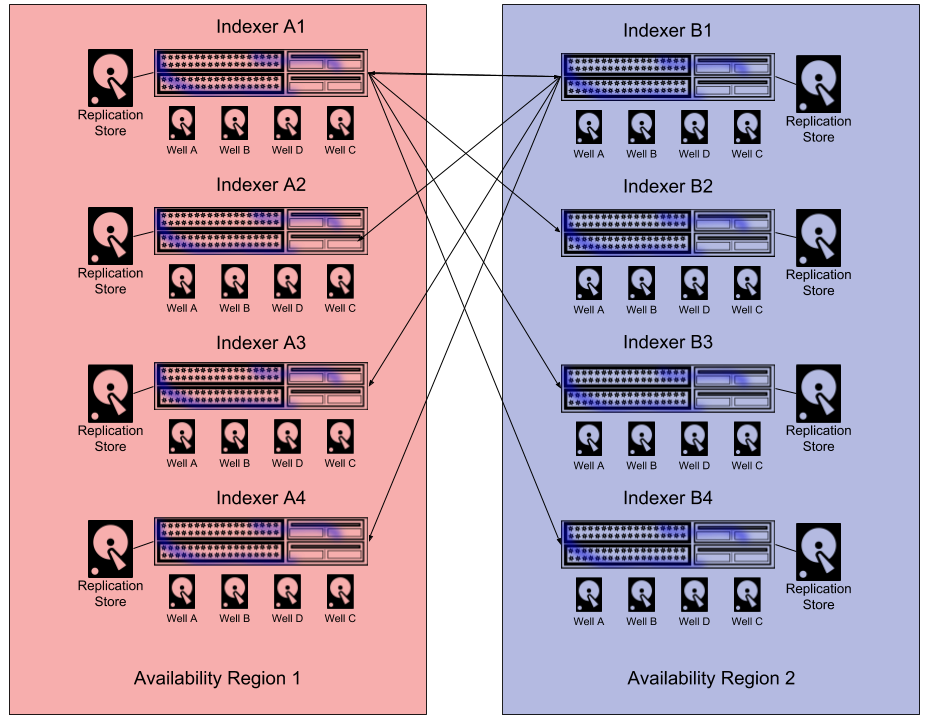 Indexer A1
Replication
Store
Well A Well B Well D Well C
Indexer A2
Replication
Store
Well A Well B Well D Well C
Indexer A3
Replication
Store
Well A Well B Well D Well C
Indexer A4
Replication
Store
Well A Well B Well D Well C
Availability Region 1
Indexer B1
Replication
Store
Well A Well B Well D Well C
Indexer B2
Replication
Store
Well A Well B Well D Well C
Indexer B3
Replication
Store
Well A Well B Well D Well C
Indexer B4
Replication
Store
Well A Well B Well D Well C
Availability Region 2